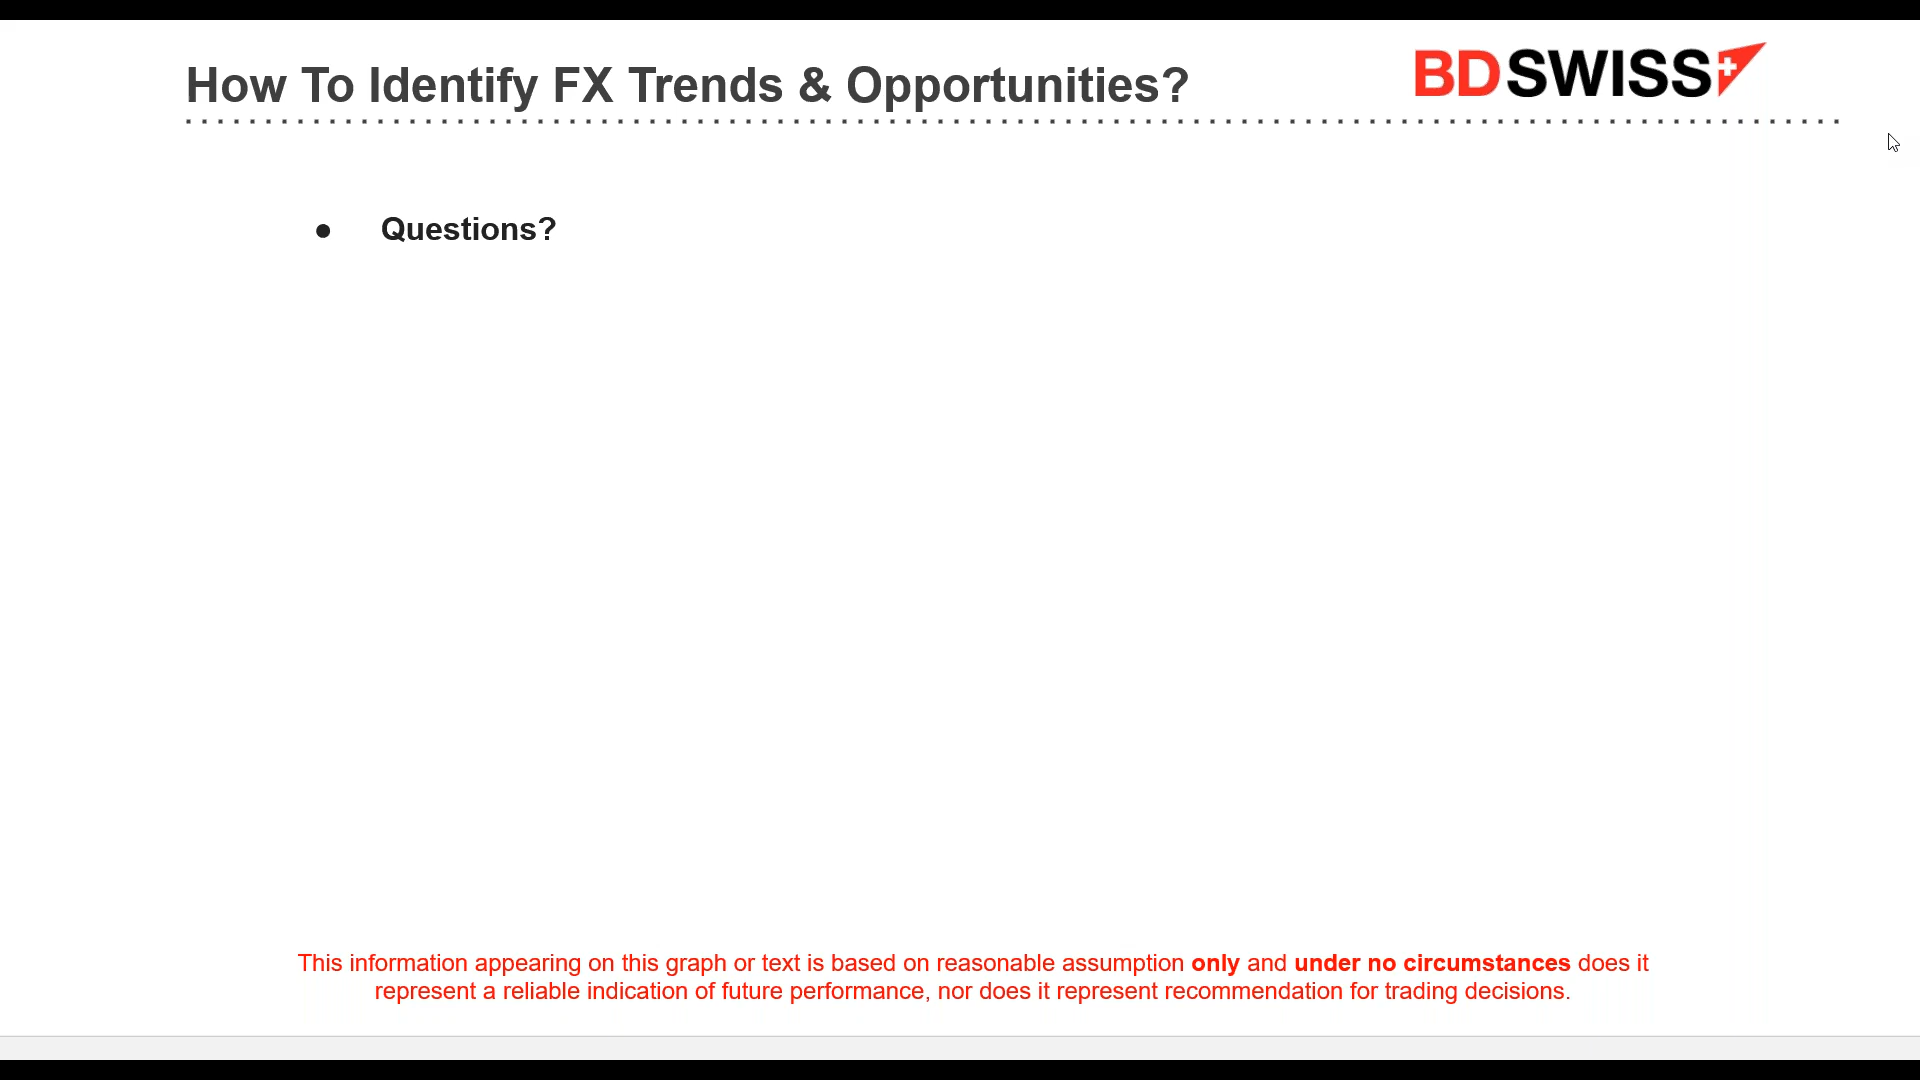 How To Identify FX Trends & Opportunities?
BDSWISS
● Questions?
This information appearing on this graph or text is based on reasonable assumption only and under no circumstances does it
represent a reliable indication of future performance, nor does it represent recommendation for trading decisions.